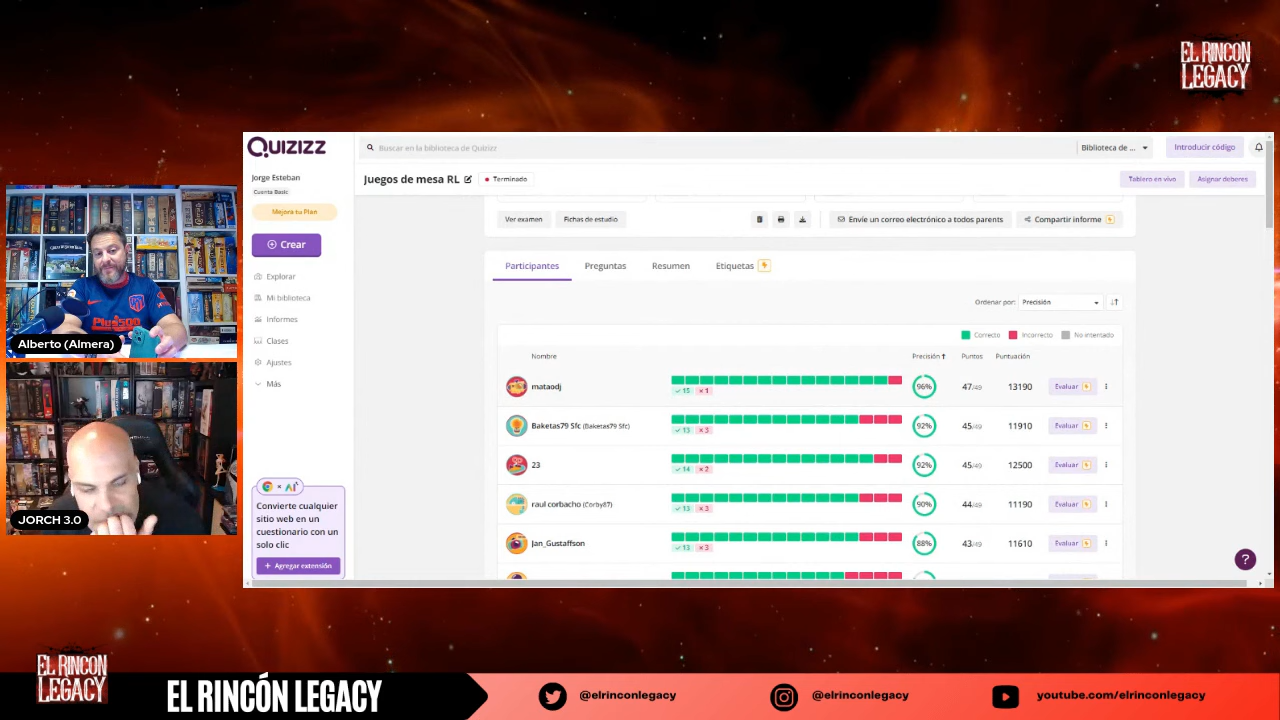 EL RINCON
LEGACY
QUIZIZZ
Buscar en la biblioteca de Quizizz
Biblioteca de ...
Introducir código
Jorge Esteban
Cuenta Basic
Mejora tu Plan
Crear
Explorar
Mi biblioteca
Informes
Clases
Ajustes
Más
Convierte cualquier
sitio web en un
cuestionario con un
solo clic
+ Agregar extensión
Juegos de mesa RL
Terminado
Tablero en vivo
Asignar deberes
Ver examen
Fichas de estudio
Envíe un correo electrónico a todos parents
Compartir informe
Participantes
Preguntas
Resumen
Etiquetas
Ordenar por:
Precisión
Correcto
Incorrecto
No intentado
Nombre
Precisión
Puntos
Puntuación
mataodj
✓ 15 × 1
96%
47/49
13190
Evaluar
Baketas79 Sfc (Baketas79 Sfc)
✓ 13 × 3
92%
45/49
11910
Evaluar
23
✓ 14 × 2
92%
45/49
12500
Evaluar
raul corbacho (Corby87)
✓ 13 × 3
90%
44/49
11190
Evaluar
Jan_Gustaffson
✓ 13 × 3
88%
43/49
11610
Evaluar
?
Alberto (Almera)
JORCH 3.0
EL RINCON
LEGACY
EL RINCÓN LEGACY
@elrinconlegacy
@elrinconlegacy
youtube.com/elrinconlegacy